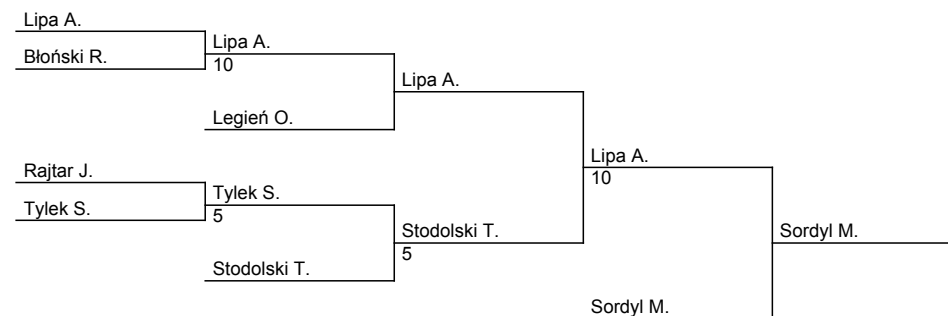 Lipa A.
Błoński R.
Lipa A.
10
Lipa A.
Legień O.
Rajtar J.
Tylek S.
Tylek S.
5
Stodolski T.
5
Stodolski T.
Lipa A.
10
Sordyl M.
Sordyl M.